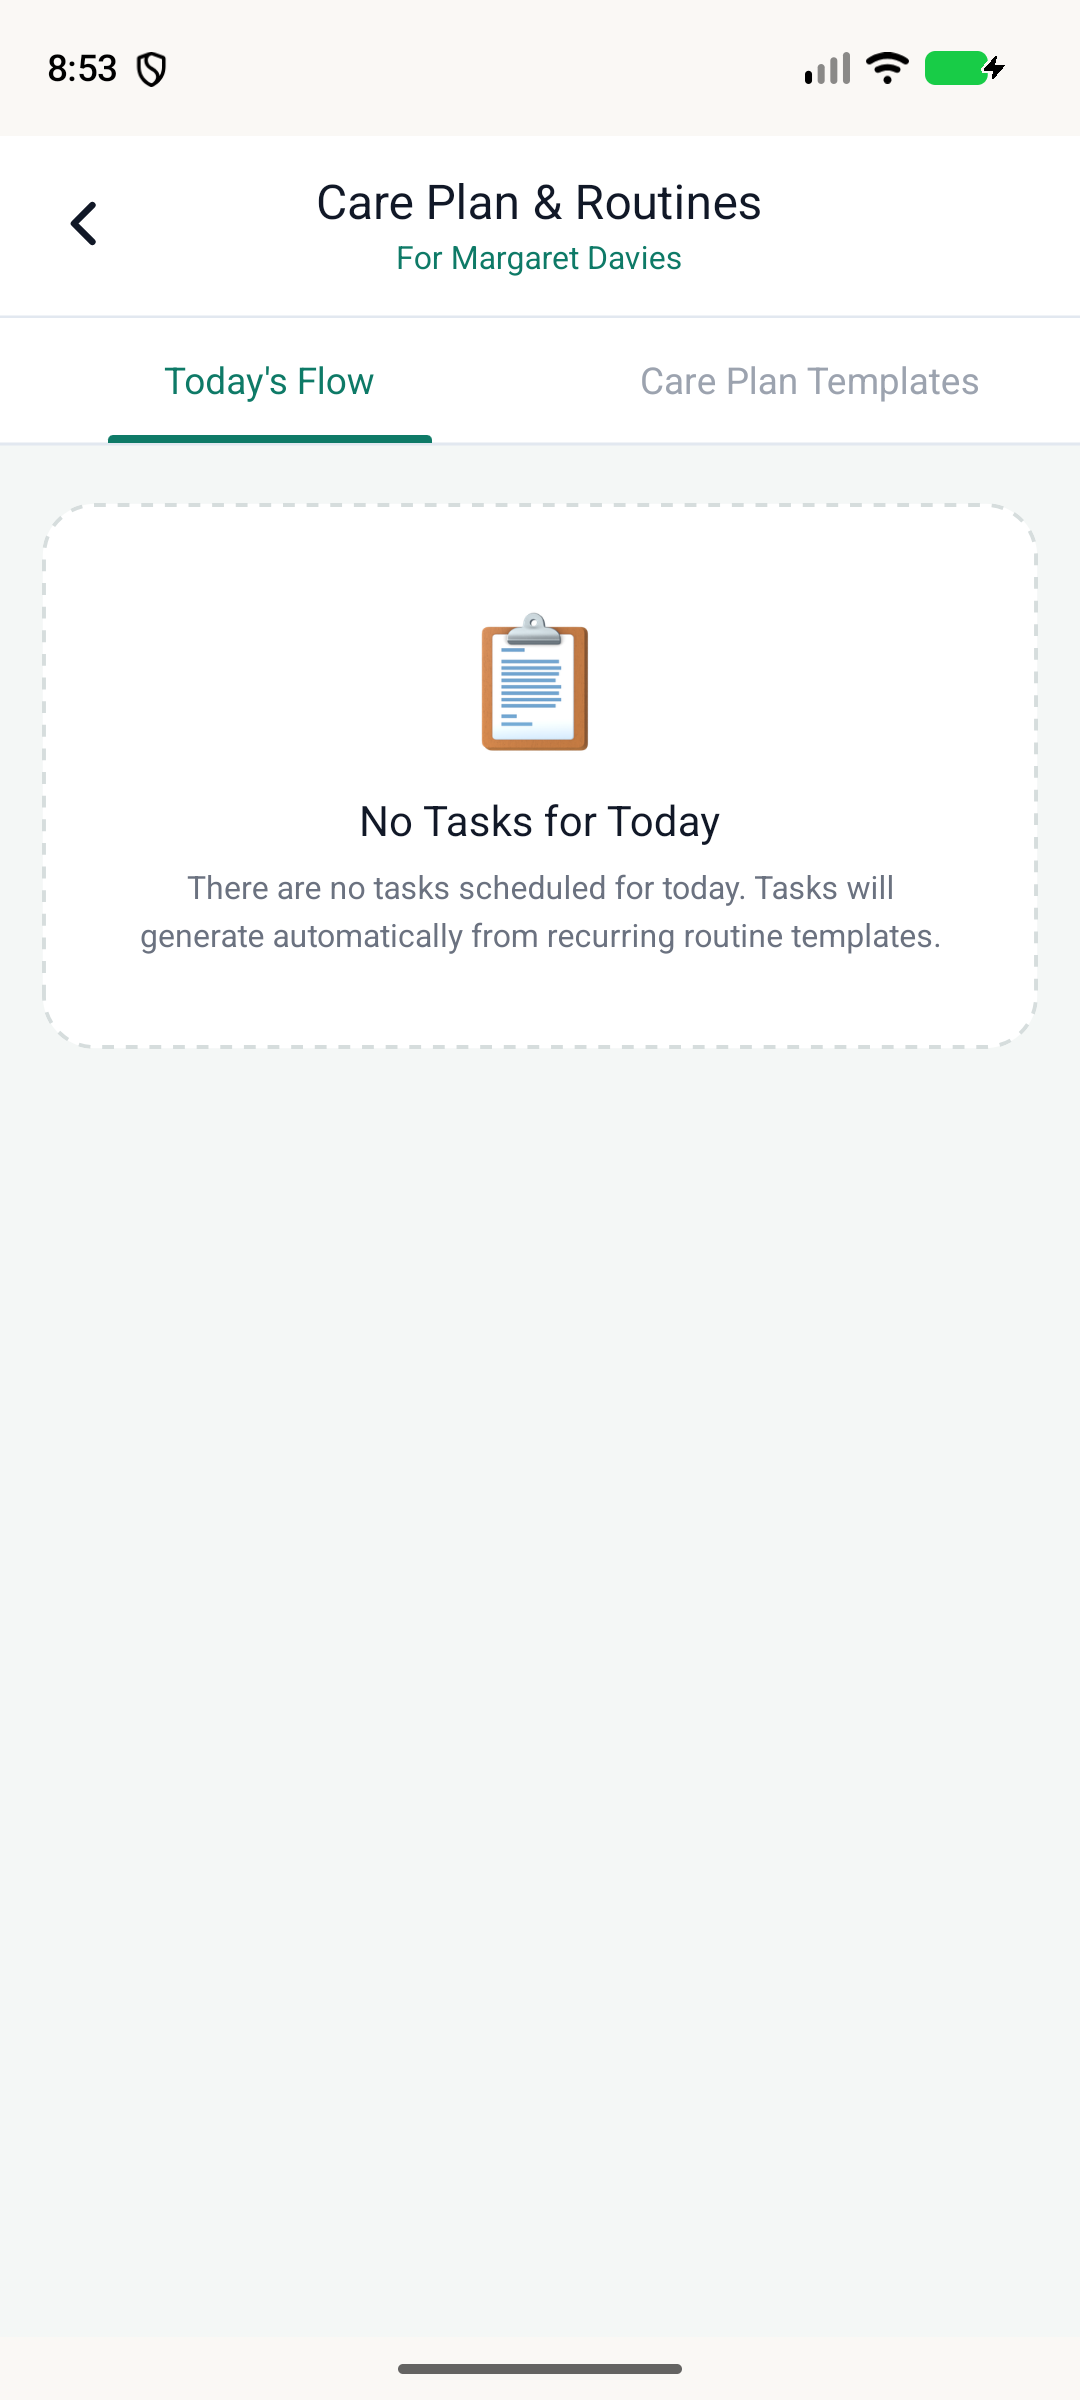 8:53
Care Plan & Routines
For Margaret Davies
Today's Flow
Care Plan Templates
No Tasks for Today
There are no tasks scheduled for today. Tasks will
generate automatically from recurring routine templates.